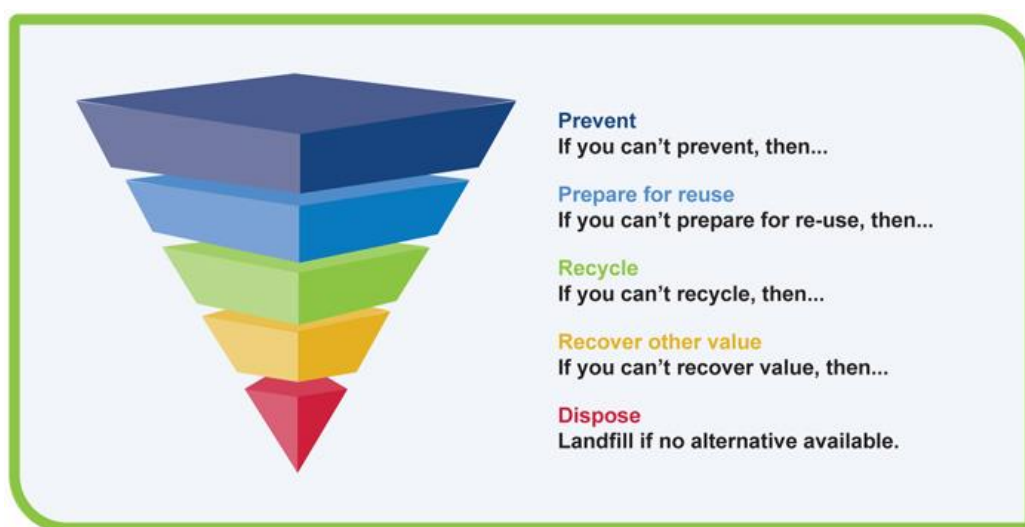 Prevent
If you can’t prevent, then...
Prepare for reuse
If you can’t prepare for re-use, then...
Recycle
If you can’t recycle, then...
Recover other value
If you can’t recover value, then...
Dispose
Landfill if no alternative available.